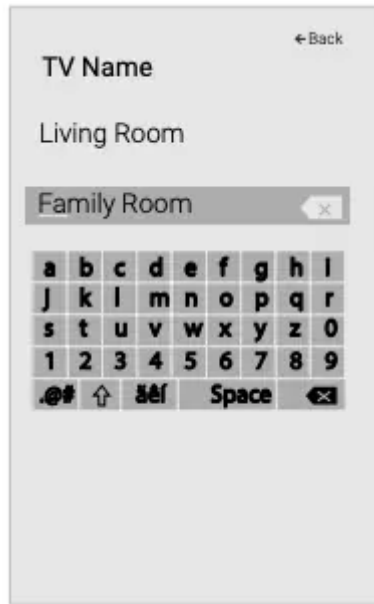 ←Back
TV Name
Living Room
Family Room
a b c d e f g h i
j k l m n o p q r
s t u v w x y z 0
1 2 3 4 5 6 7 8 9
.@# äêí Space